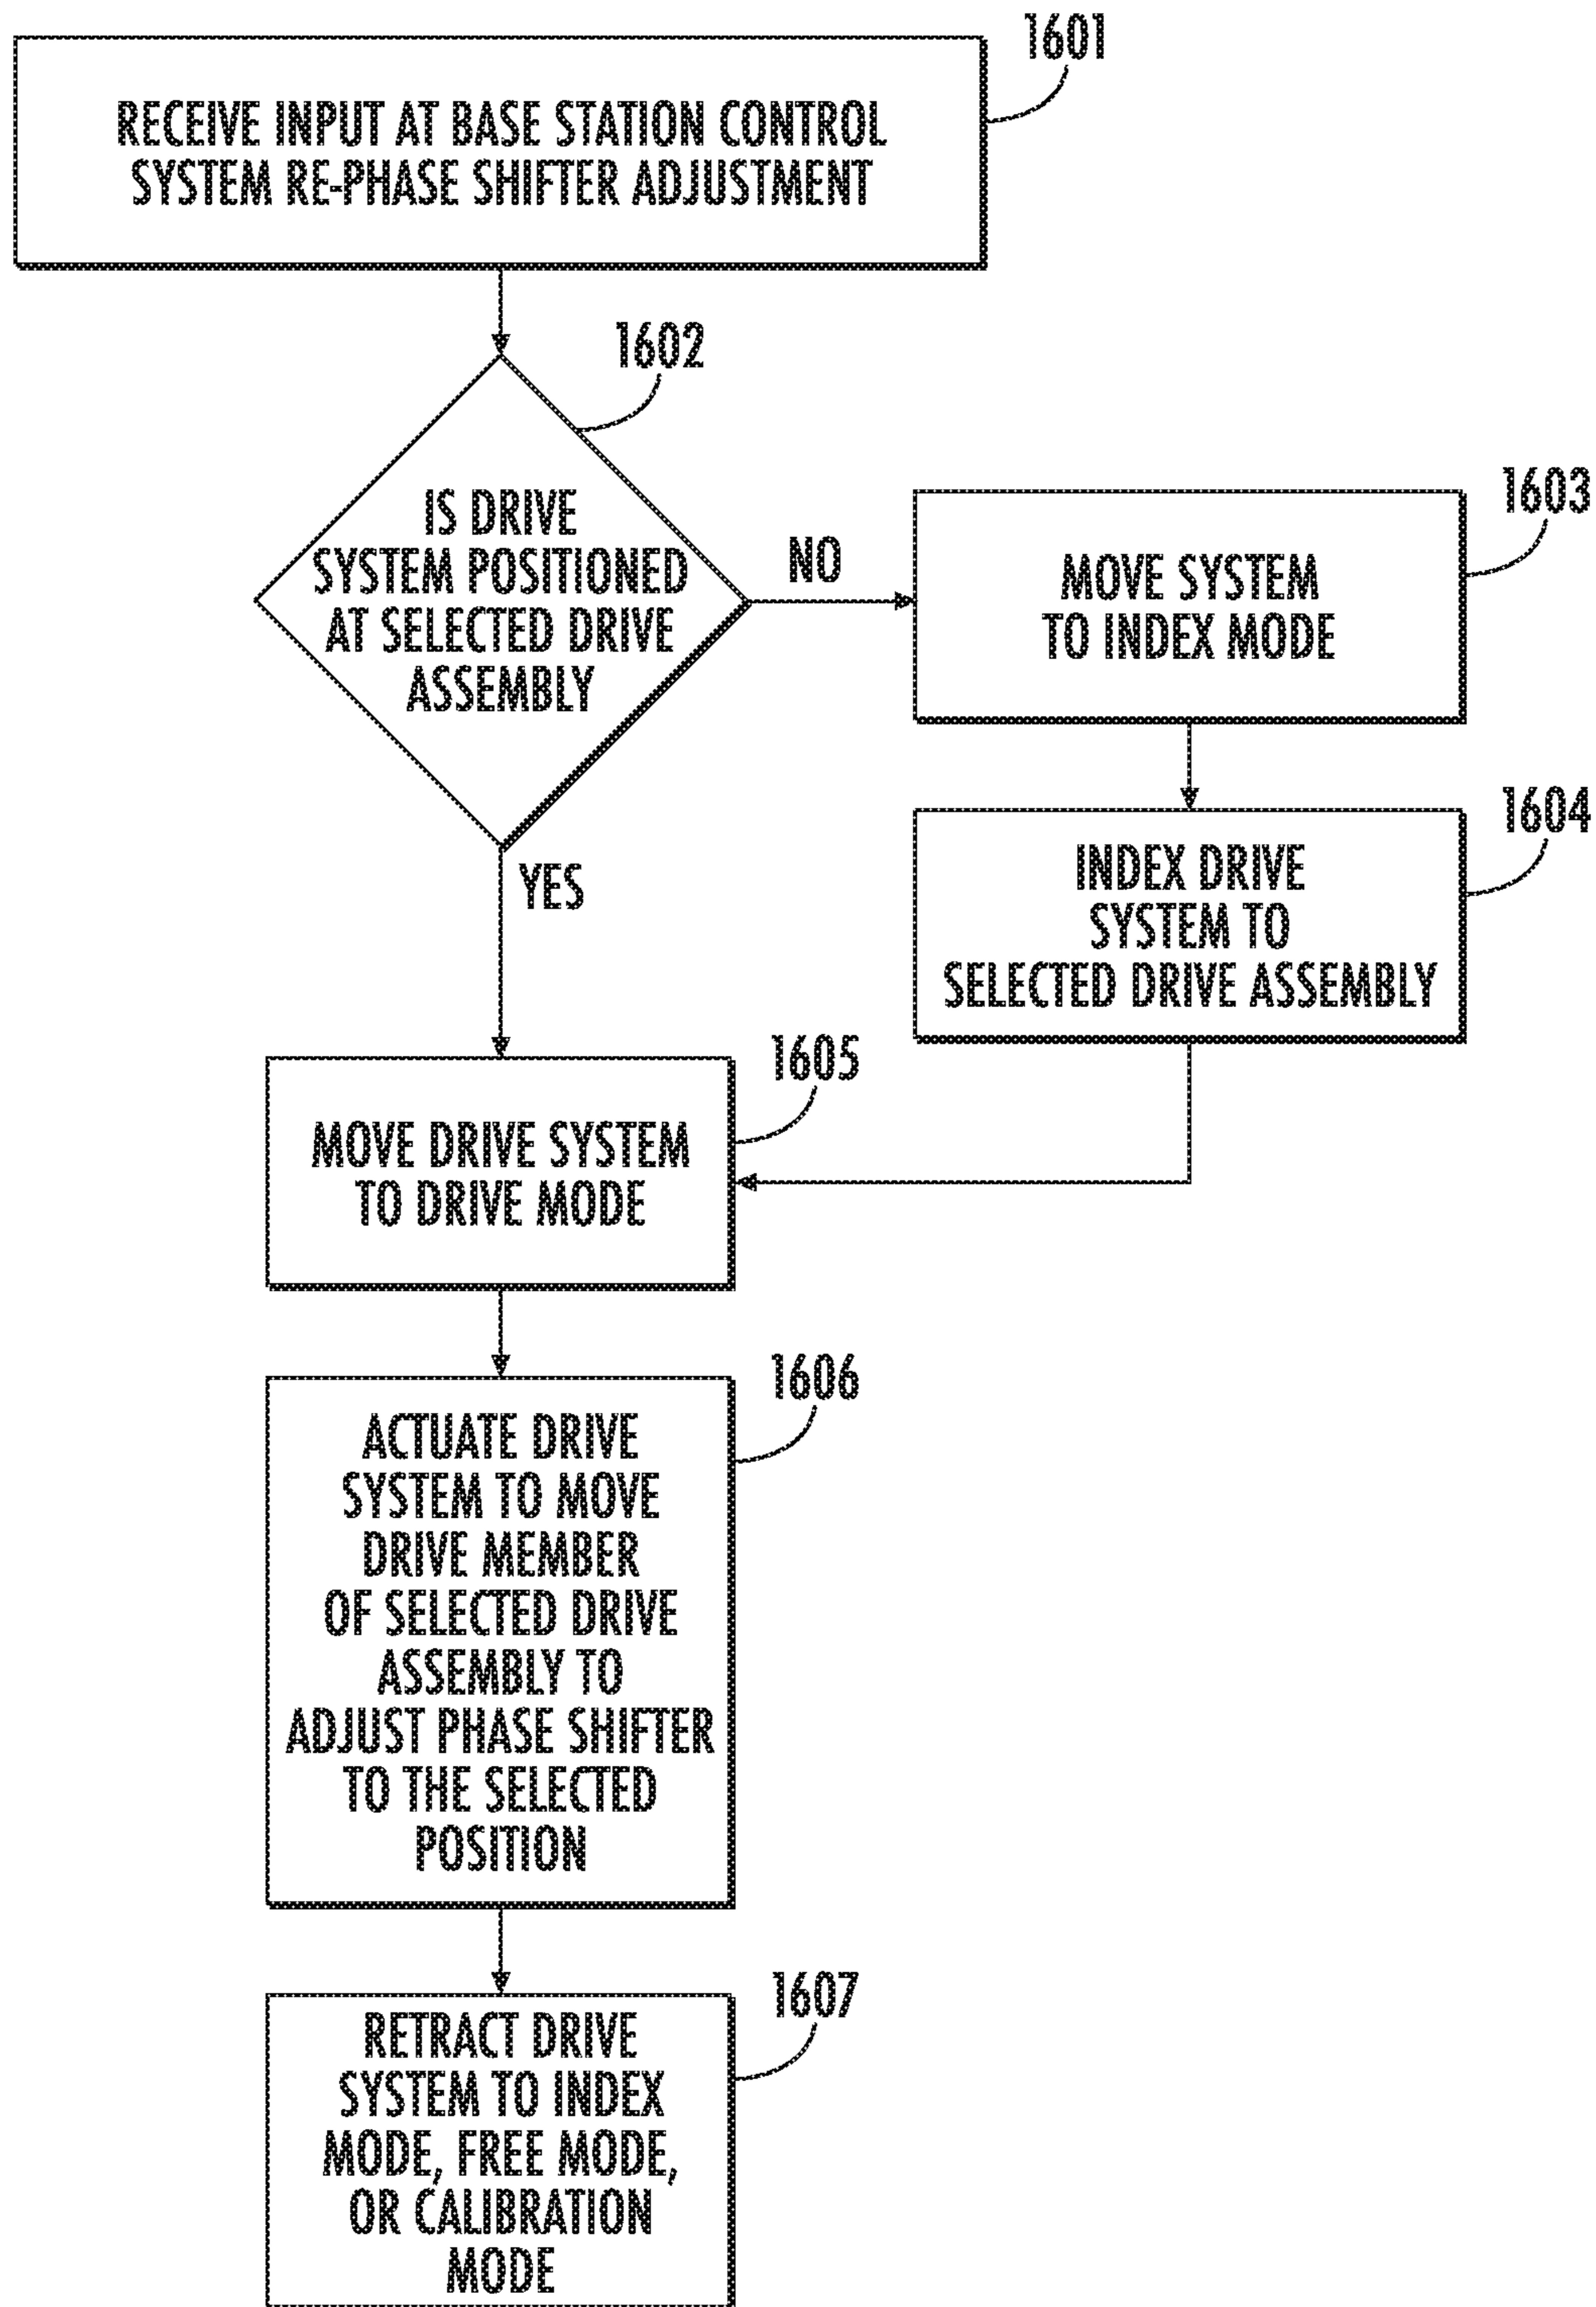 1601
RECEIVE INPUT AT BASE STATION CONTROL
SYSTEM RE-PHASE SHIFTER ADJUSTMENT
1602
IS DRIVE
SYSTEM POSITIONED
AT SELECTED DRIVE
ASSEMBLY
NO
1603
MOVE SYSTEM
TO INDEX MODE
1604
INDEX DRIVE
SYSTEM TO
SELECTED DRIVE ASSEMBLY
YES
1605
MOVE DRIVE SYSTEM
TO DRIVE MODE
1606
ACTUATE DRIVE
SYSTEM TO MOVE
DRIVE MEMBER
OF SELECTED DRIVE
ASSEMBLY TO
ADJUST PHASE SHIFTER
TO THE SELECTED
POSITION
1607
RETRACT DRIVE
SYSTEM TO INDEX
MODE, FREE MODE,
OR CALIBRATION
MODE